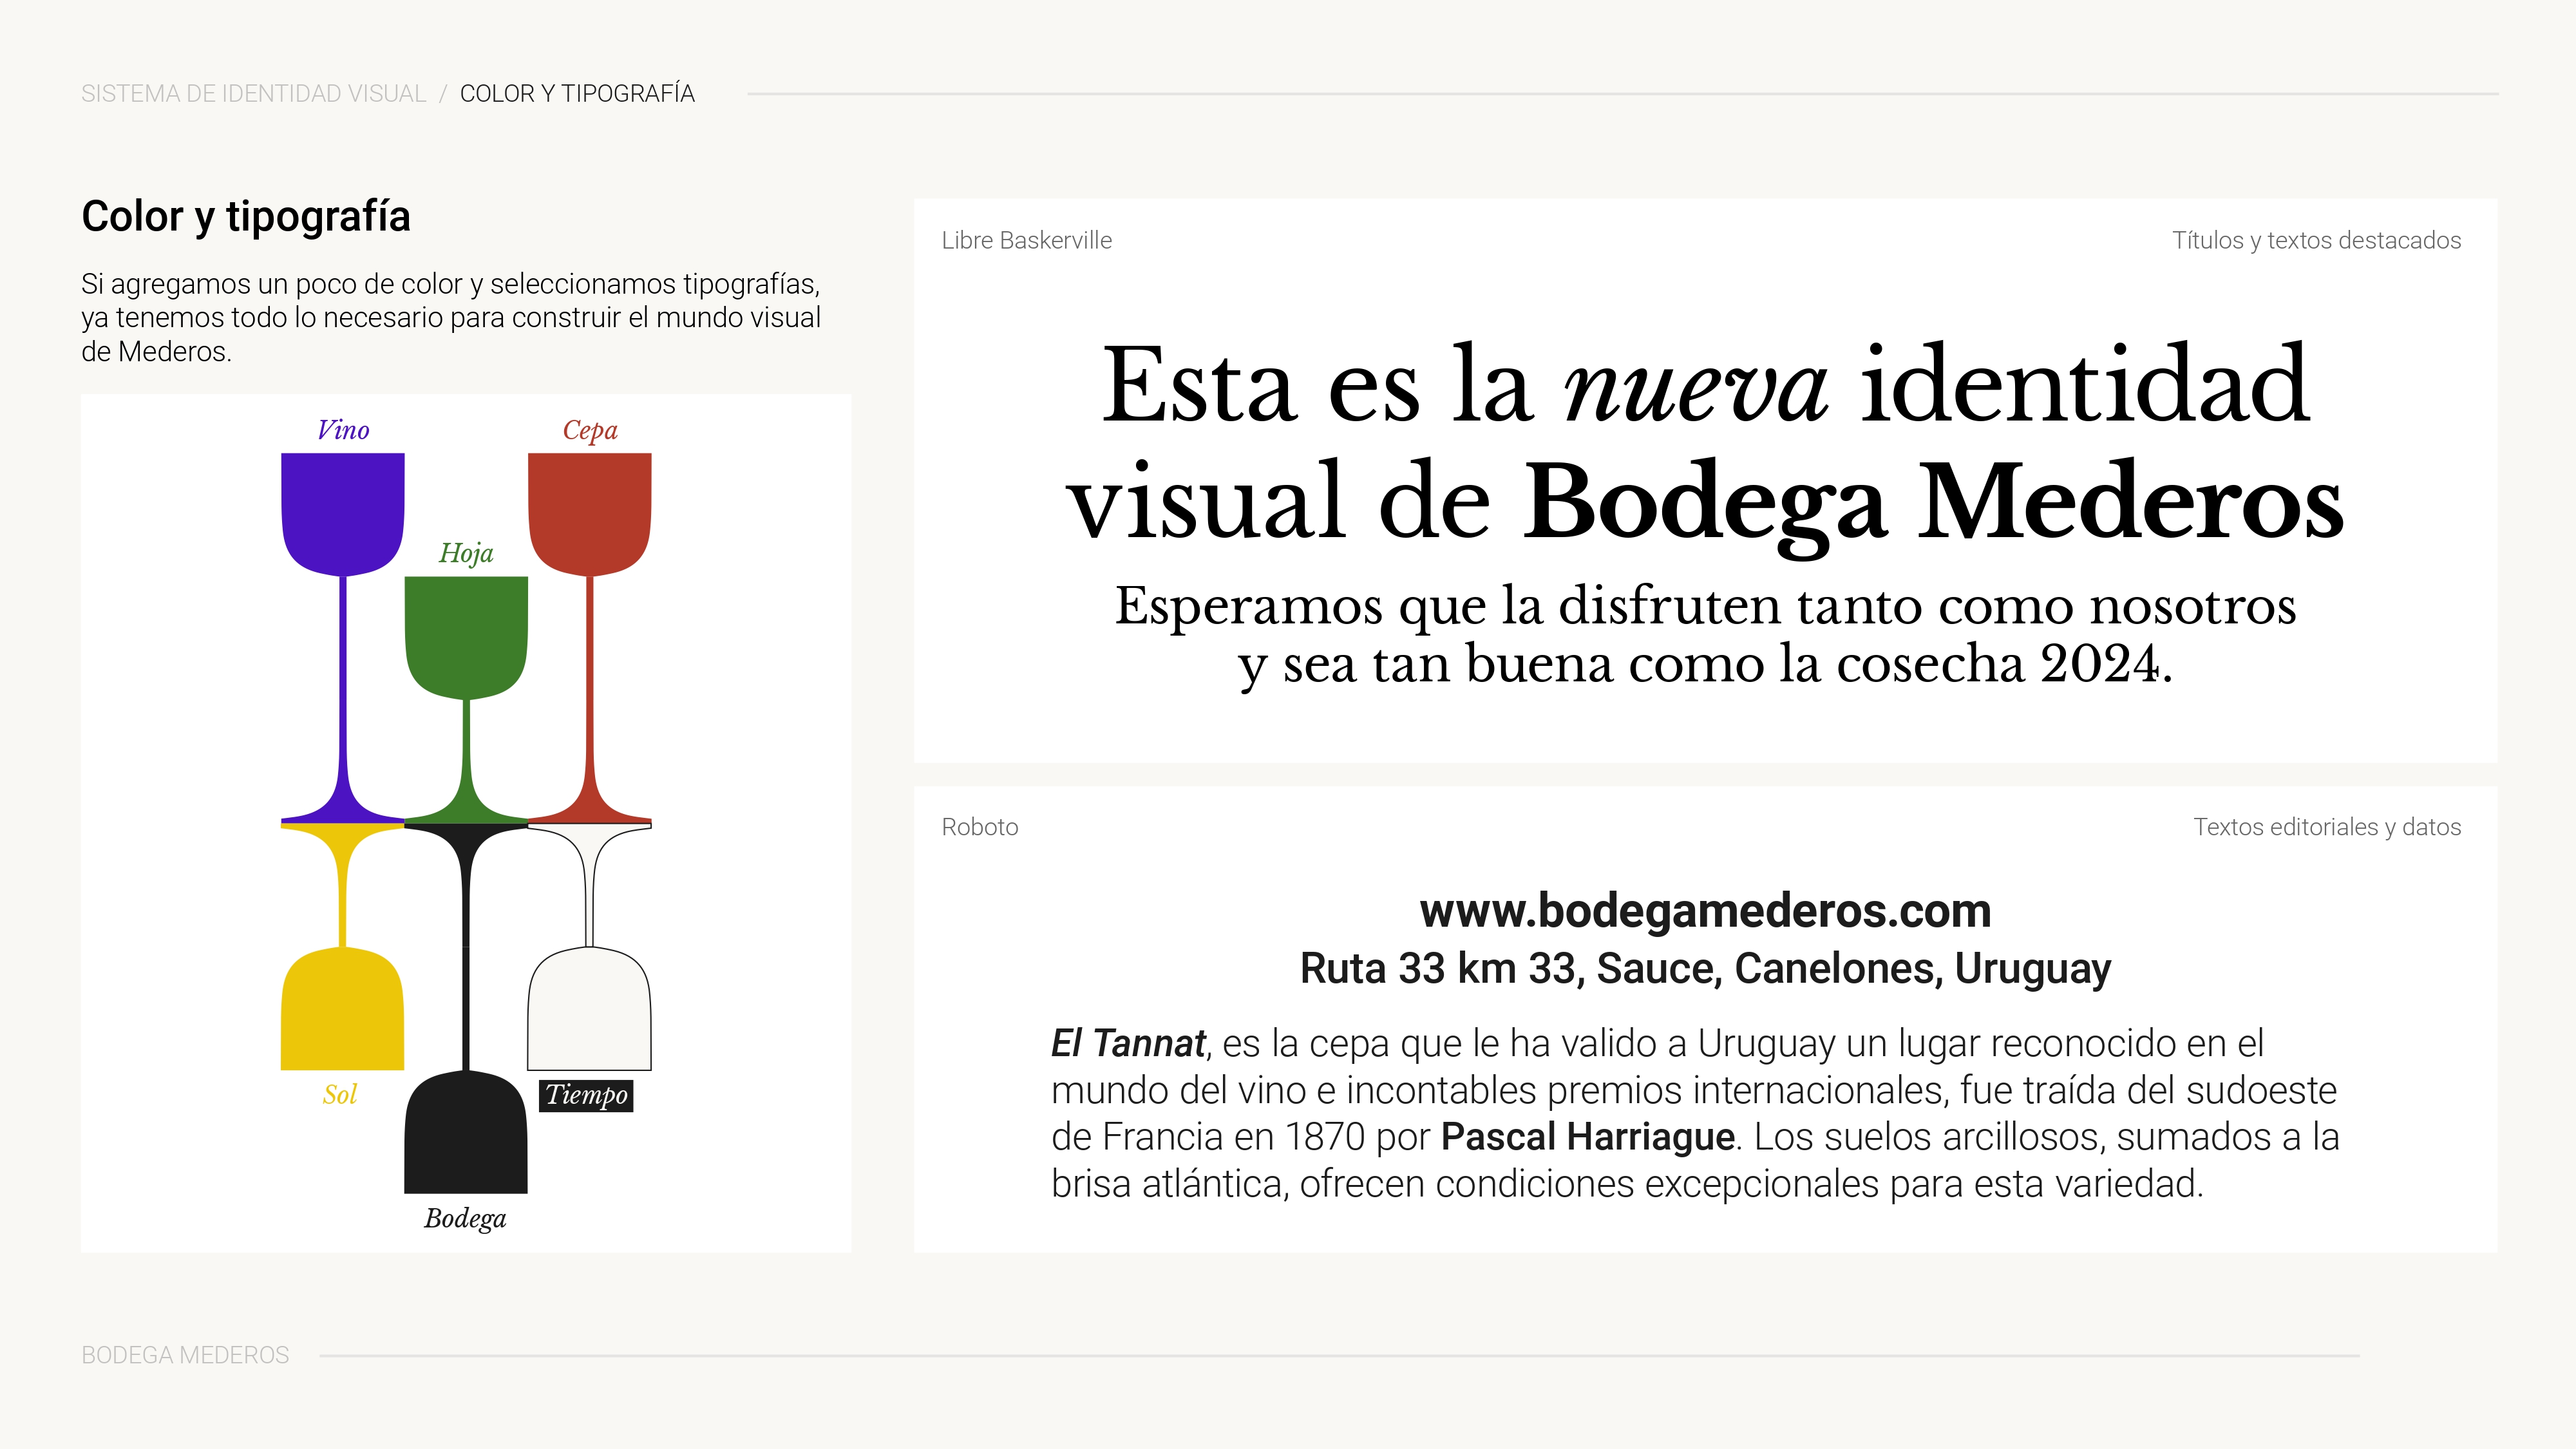 SISTEMA DE IDENTIDAD VISUAL / COLOR Y TIPOGRAFÍA
Color y tipografía
Si agregamos un poco de color y seleccionamos tipografías,
ya tenemos todo lo necesario para construir el mundo visual
de Mederos.
Vino
Cepa
Hoja
Sol
Tiempo
Bodega
Libre Baskerville
Títulos y textos destacados
Esta es la nueva identidad
visual de Bodega Mederos
Esperamos que la disfruten tanto como nosotros
y sea tan buena como la cosecha 2024.
Roboto
Textos editoriales y datos
www.bodegamederos.com
Ruta 33 km 33, Sauce, Canelones, Uruguay
El Tannat, es la cepa que le ha valido a Uruguay un lugar reconocido en el
mundo del vino e incontables premios internacionales, fue traída del sudoeste
de Francia en 1870 por Pascal Harriague. Los suelos arcillosos, sumados a la
brisa atlántica, ofrecen condiciones excepcionales para esta variedad.
BODEGA MEDEROS